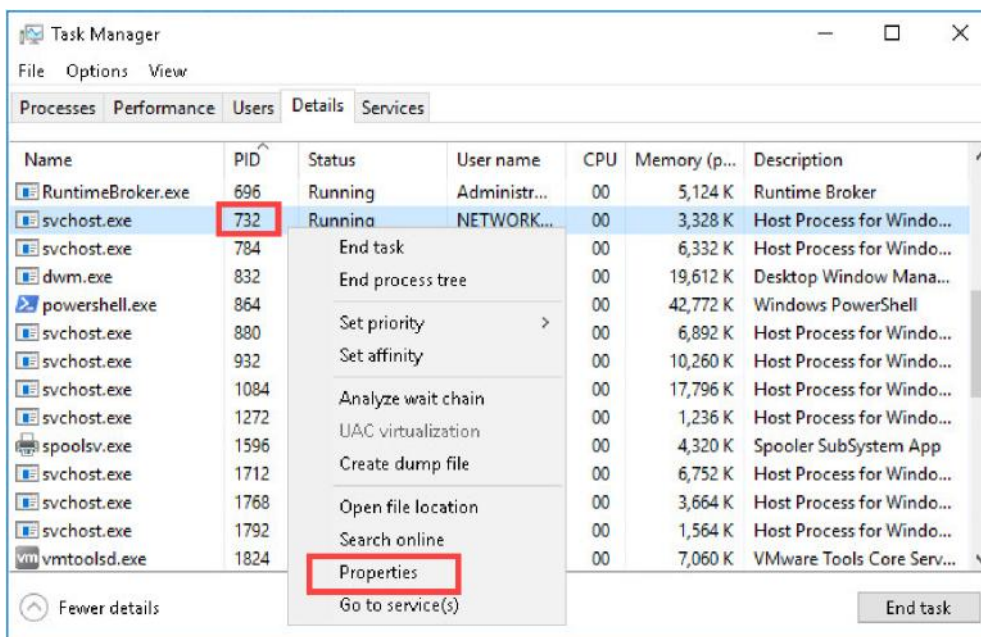 Task Manager
File Options View
Processes Performance Users Details Services
Name PID Status User name CPU Memory (p... Description
RuntimeBroker.exe 696 Running Administr... 00 5,124 K Runtime Broker
svchost.exe 732 Running NETWORK... 00 3,328 K Host Process for Windo...
svchost.exe 784 End task 00 6,332 K Host Process for Windo...
dwm.exe 832 End process tree 00 19,612 K Desktop Window Mana...
powershell.exe 864 00 42,772 K Windows PowerShell
svchost.exe 880 Set priority > 00 6,892 K Host Process for Windo...
svchost.exe 932 Set affinity 00 10,260 K Host Process for Windo...
svchost.exe 1084 Analyze wait chain 00 17,796 K Host Process for Windo...
svchost.exe 1272 UAC virtualization 00 1,236 K Host Process for Windo...
spoolsv.exe 1596 Create dump file 00 4,320 K Spooler SubSystem App
svchost.exe 1712 00 6,752 K Host Process for Windo...
svchost.exe 1768 Open file location 00 3,664 K Host Process for Windo...
svchost.exe 1792 Search online 00 1,564 K Host Process for Windo...
vm vmtoolsd.exe 1824 Properties 00 7,060 K VMware Tools Core Serv...
Fewer details Go to service(s) End task